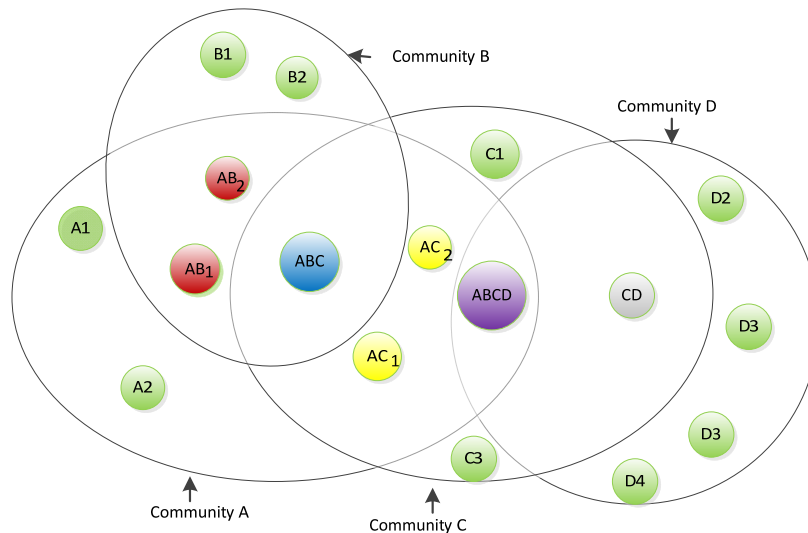 B1
Community B
B2
Community D
C1
AB2
D2
A1
AC2
ABC
AB1
ABCD
CD
D3
AC1
A2
D3
C3
D4
Community A
Community C